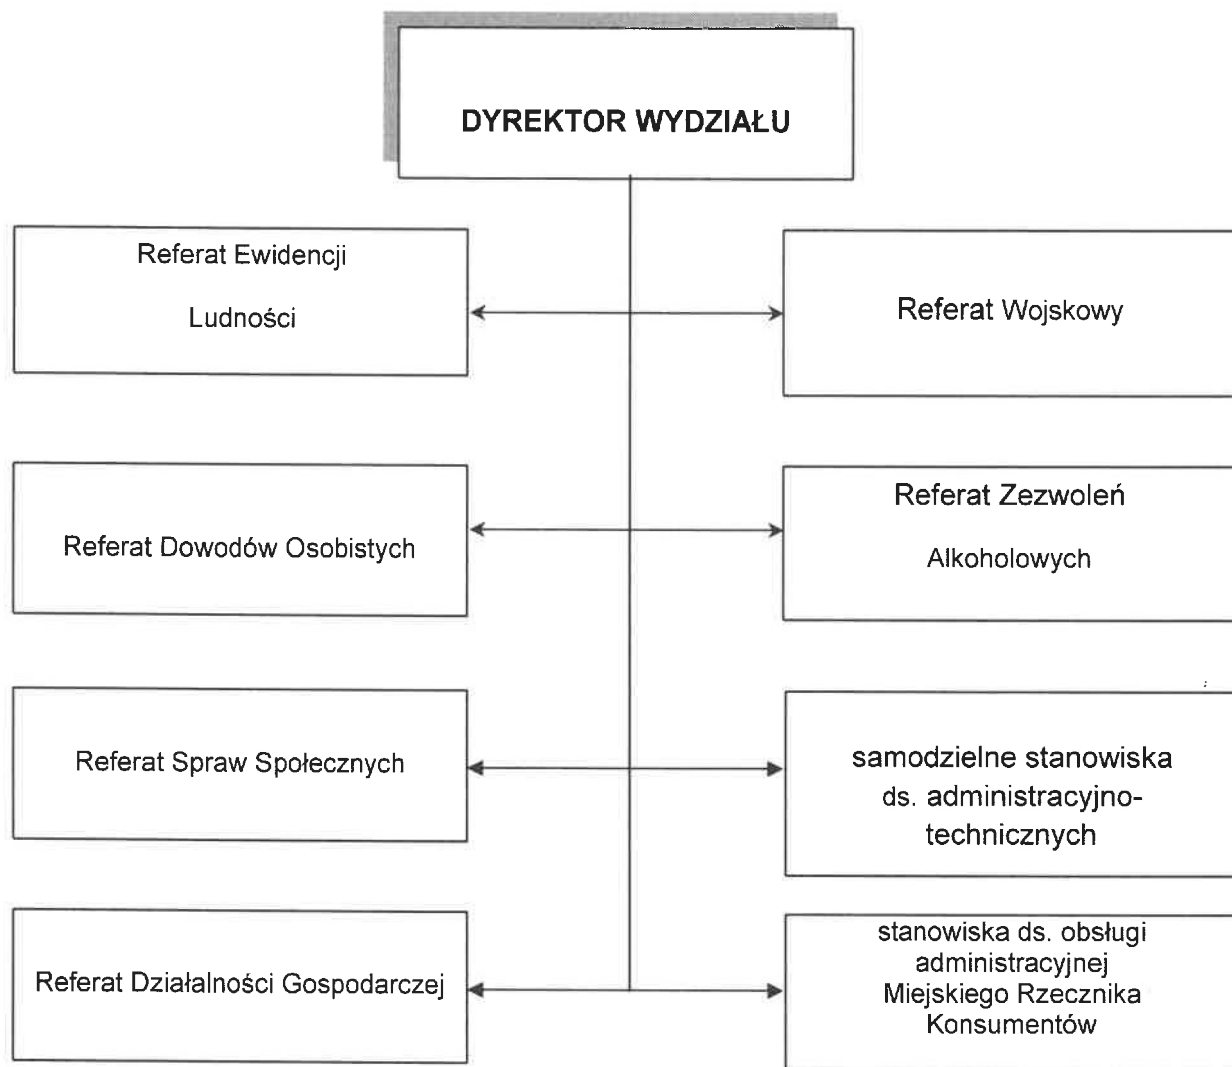 DYREKTOR WYDZIAŁU
Referat Ewidencji
Ludności
Referat Wojskowy
Referat Dowodów Osobistych
Referat Zezwoleń
Alkoholowych
Referat Spraw Społecznych
samodzielne stanowiska
ds. administracyjno-
technicznych
Referat Działalności Gospodarczej
stanowiska ds. obsługi
administracyjnej
Miejskiego Rzecznika
Konsumentów